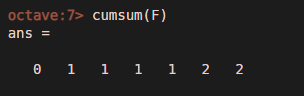 octave:7> cumsum(F)
ans =
0 1 1 1 1 2 2